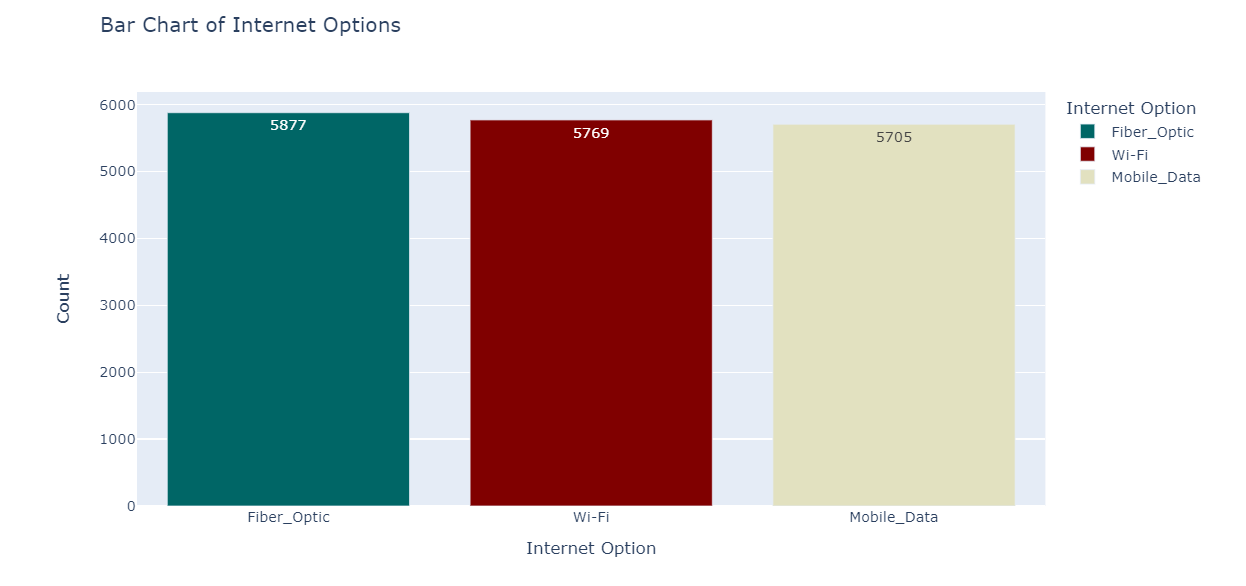 Bar Chart of Internet Options
6000
5000
4000
3000
2000
1000
0
Count
5877
5769
5705
Fiber_Optic
Wi-Fi
Mobile_Data
Internet Option
Internet Option
Fiber_Optic
Wi-Fi
Mobile_Data